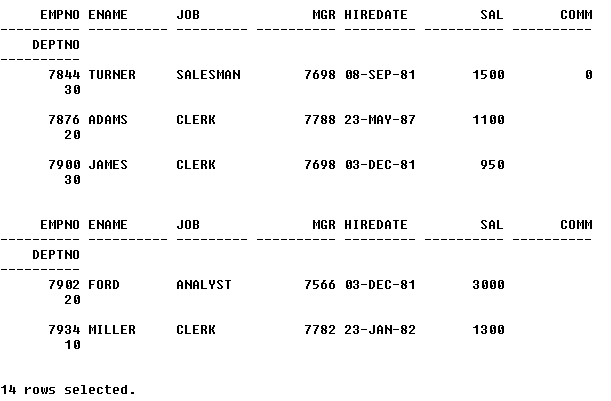 EMPNO ENAME      JOB              MGR HIREDATE         SAL       COMM
---------- ---------- --------- ---------- --------- ---------- ----------
    DEPTNO
----------
      7844 TURNER     SALESMAN        7698 08-SEP-81       1500          0
        30

      7876 ADAMS      CLERK           7788 23-MAY-87       1100
        20

      7900 JAMES      CLERK           7698 03-DEC-81        950
        30


     EMPNO ENAME      JOB              MGR HIREDATE         SAL       COMM
---------- ---------- --------- ---------- --------- ---------- ----------
    DEPTNO
----------
      7902 FORD       ANALYST         7566 03-DEC-81       3000
        20

      7934 MILLER     CLERK           7782 23-JAN-82       1300
        10


14 rows selected.